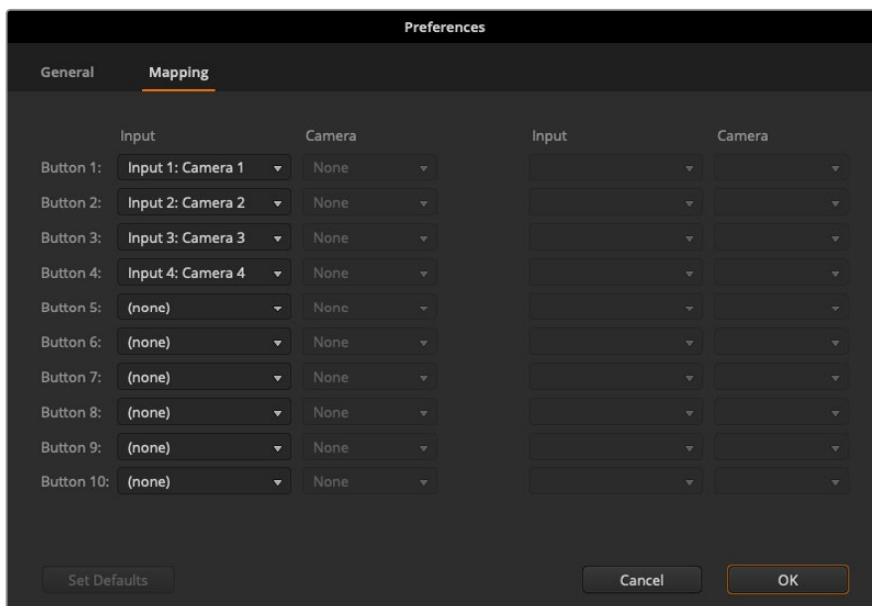 Preferences
General Mapping
Input Camera Input Camera
Button 1: Input 1: Camera 1 None
Button 2: Input 2: Camera 2 None
Button 3: Input 3: Camera 3 None
Button 4: Input 4: Camera 4 None
Button 5: (none) None
Button 6: (none) None
Button 7: (none) None
Button 8: (none) None
Button 9: (none) None
Button 10: (none) None
Set Defaults Cancel OK